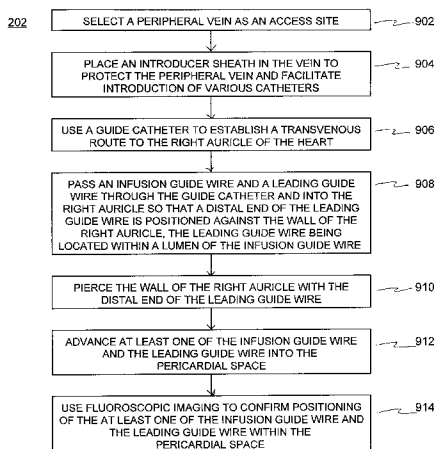 202
SELECT A PERIPHERAL VEIN AS AN ACCESS SITE
902
PLACE AN INTRODUCER SHEATH IN THE VEIN TO
PROTECT THE PERIPHERAL VEIN AND FACILITATE
INTRODUCTION OF VARIOUS CATHETERS
904
USE A GUIDE CATHETER TO ESTABLISH A TRANSVENOUS
ROUTE TO THE RIGHT AURICLE OF THE HEART
906
PASS AN INFUSION GUIDE WIRE AND A LEADING GUIDE
WIRE THROUGH THE GUIDE CATHETER AND INTO THE
RIGHT AURICLE SO THAT A DISTAL END OF THE LEADING
GUIDE WIRE IS POSITIONED AGAINST THE WALL OF THE
RIGHT AURICLE, THE LEADING GUIDE WIRE BEING
LOCATED WITHIN A LUMEN OF THE INFUSION GUIDE WIRE
908
PIERCE THE WALL OF THE RIGHT AURICLE WITH THE
DISTAL END OF THE LEADING GUIDE WIRE
910
ADVANCE AT LEAST ONE OF THE INFUSION GUIDE WIRE
AND THE LEADING GUIDE WIRE INTO THE
PERICARDIAL SPACE
912
USE FLUOROSCOPIC IMAGING TO CONFIRM POSITIONING
OF THE AT LEAST ONE OF THE INFUSION GUIDE WIRE AND
THE LEADING GUIDE WIRE WITHIN THE
PERICARDIAL SPACE
914